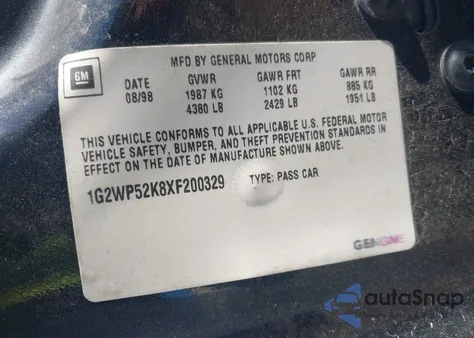 MFD BY GENERAL MOTORS CORP
GM
DATE GVWR GAWR FRT GAWR RR
08/98 1987 KG 1102 KG 885 KG
4380 LB 2429 LB 1951 LB
THIS VEHICLE CONFORMS TO ALL APPLICABLE U.S. FEDERAL MOTOR
VEHICLE SAFETY, BUMPER, AND THEFT PREVENTION STANDARDS IN
EFFECT ON THE DATE OF MANUFACTURE SHOWN ABOVE.
1G2WP52K8XF200329 TYPE: PASS CAR
autoSnap